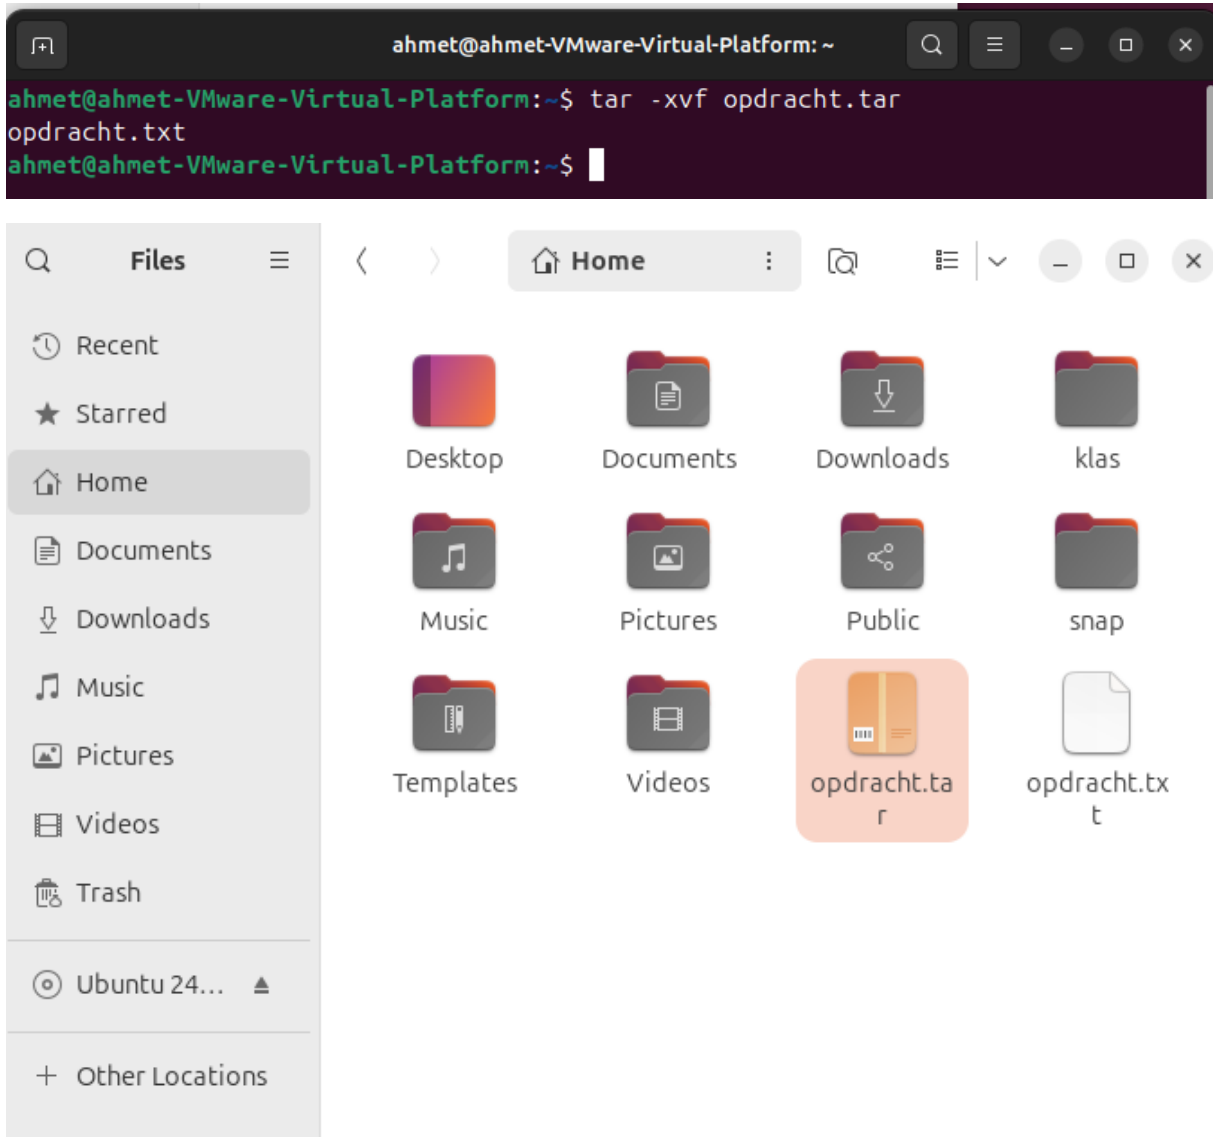 ahmet@ahmet-VMware-Virtual-Platform: ~
ahmet@ahmet-VMware-Virtual-Platform:~$ tar -xvf opdracht.tar
opdracht.txt
ahmet@ahmet-VMware-Virtual-Platform:~$
Files
Home
Recent
Starred
Home
Documents
Downloads
Music
Pictures
Videos
Trash
Ubuntu 24...
Other Locations
Desktop
Documents
Downloads
klas
Music
Pictures
Public
snap
Templates
Videos
opdracht.ta
r
opdracht.tx
t